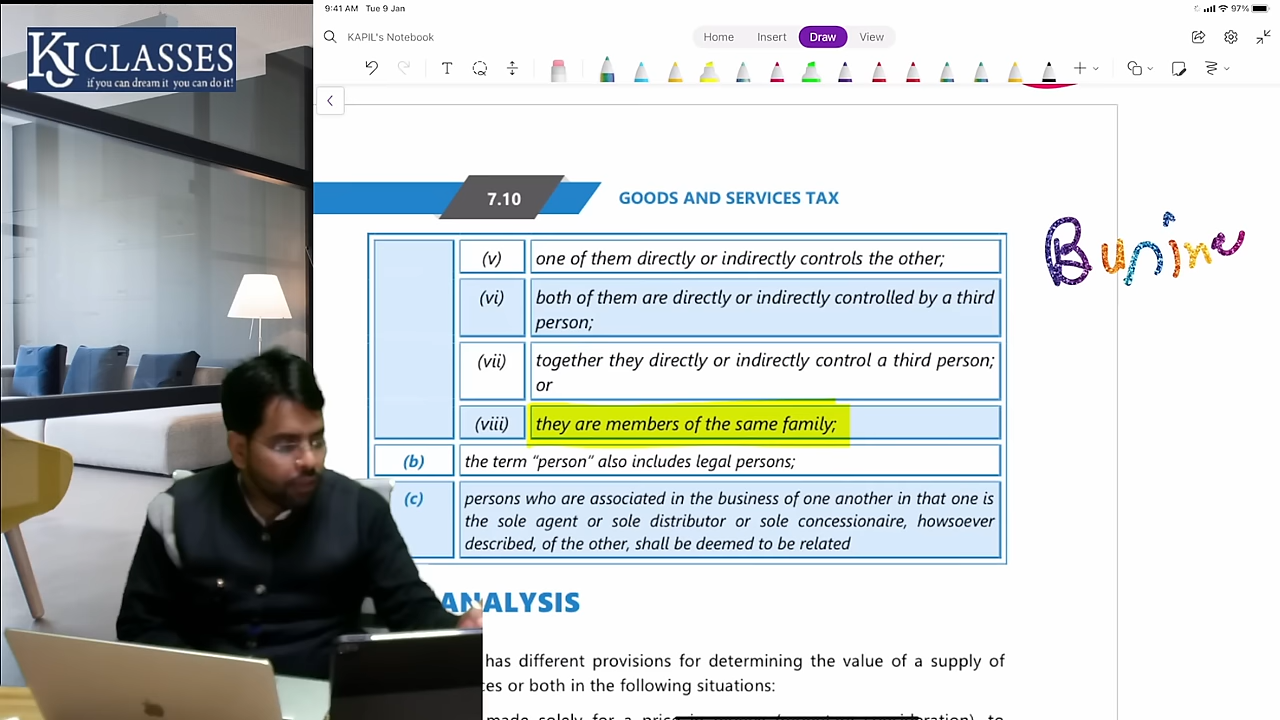 9:41 AM Tue 9 Jan
97%
KJ CLASSES
if you can dream it you can do it!
KAPIL's Notebook
Home Insert Draw View
T
7.10 GOODS AND SERVICES TAX
(v) one of them directly or indirectly controls the other;
(vi) both of them are directly or indirectly controlled by a third
person;
(vii) together they directly or indirectly control a third person;
or
(viii) they are members of the same family;
(b) the term “person” also includes legal persons;
(c) persons who are associated in the business of one another in that one is
the sole agent or sole distributor or sole concessionaire, howsoever
described, of the other, shall be deemed to be related
Busine
ANALYSIS
has different provisions for determining the value of a supply of
or both in the following situations:
made solely for a price